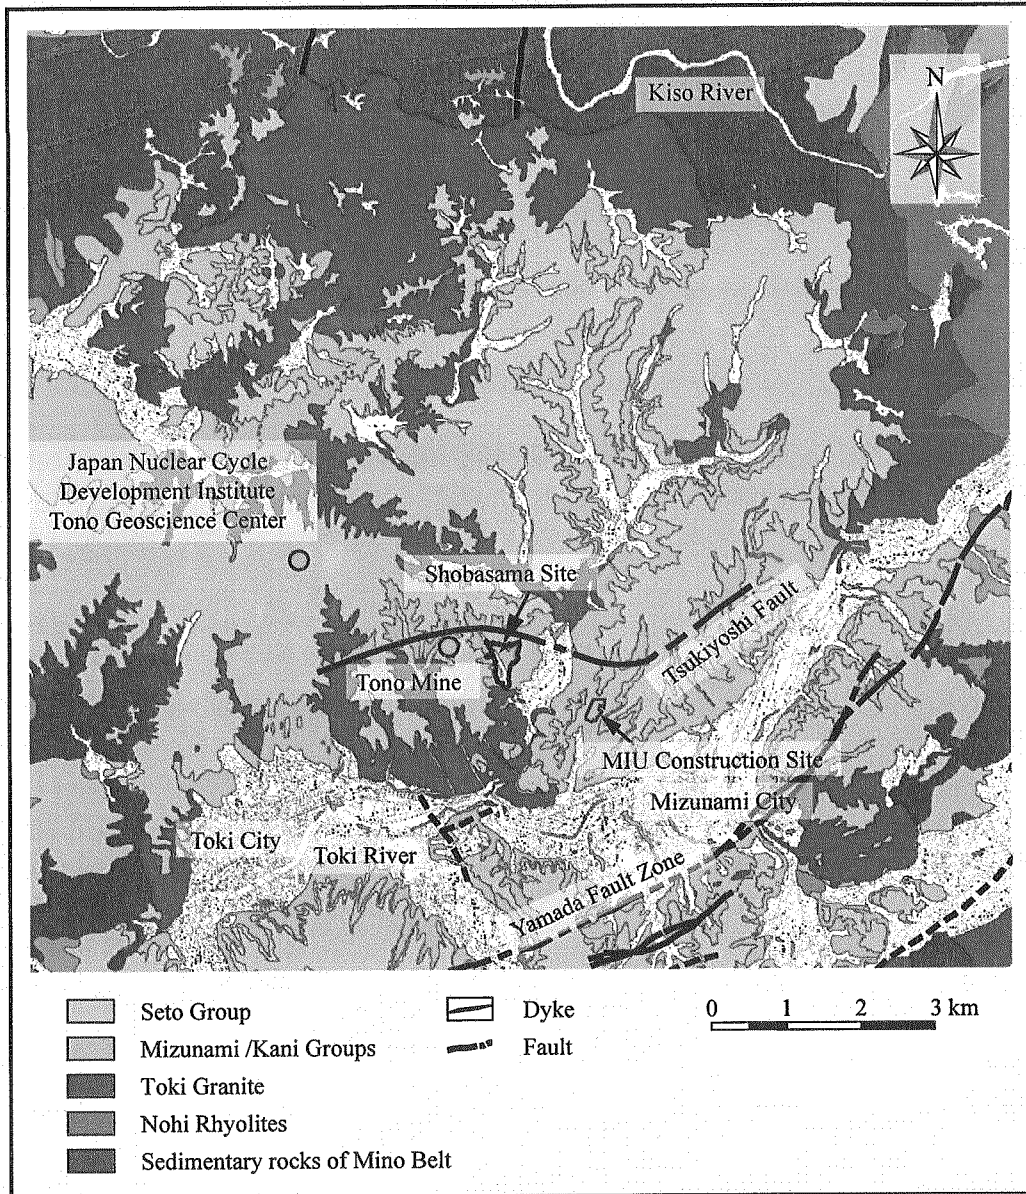 Kiso River
N
Japan Nuclear Cycle
Development Institute
Tono Geoscience Center
Shobasama Site
Tsukiyoshi Fault
Tono Mine
MIU Construction Site
Mizunami City
Toki City
Toki River
Yamada Fault Zone
Seto Group
Mizunami /Kani Groups
Toki Granite
Nohi Rhyolites
Sedimentary rocks of Mino Belt
Dyke
Fault
0 1 2 3 km